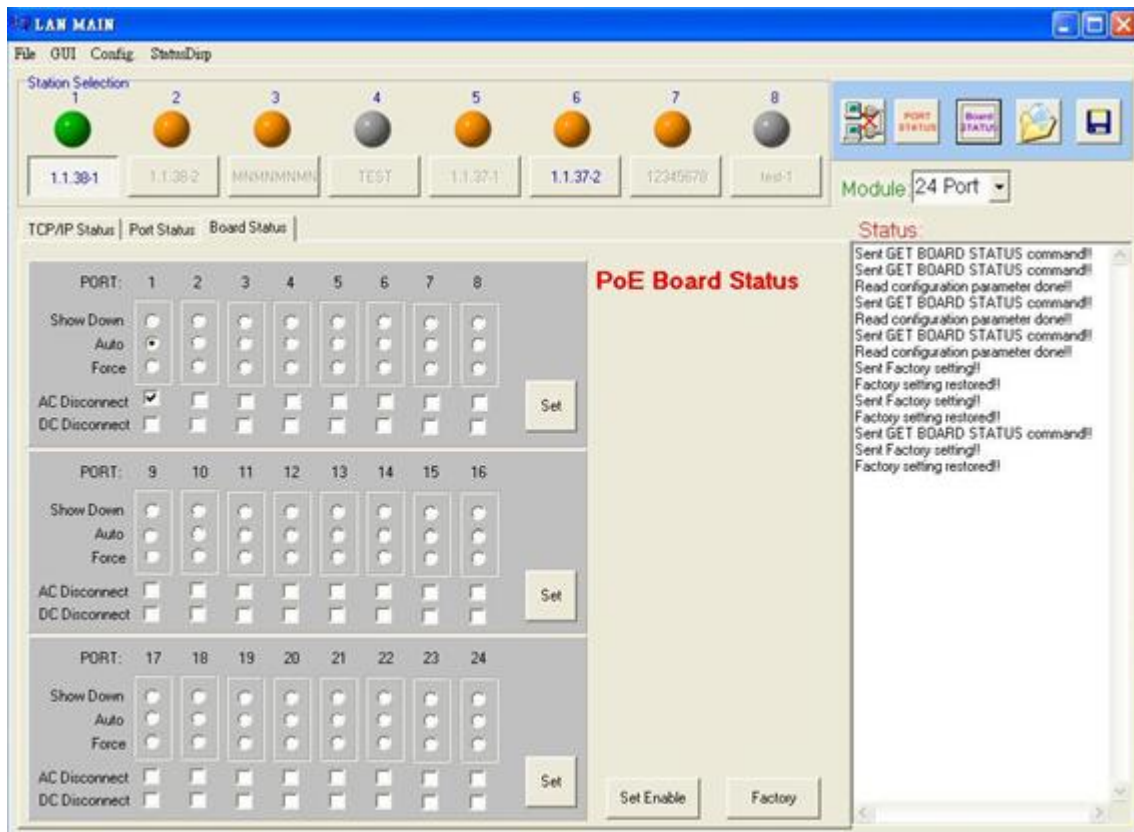 LAN MAIN
File GUI Config StatusDisp
Station Selection
1 2 3 4 5 6 7 8
1.1.38-1 1.1.38-2 MNMNMNMN TEST 1.1.37-1 1.1.37-2 12345678 test-1
PORT STATUS
Board STATUS
Module: 24 Port
TCP/IP Status Port Status Board Status
PoE Board Status
PORT: 1 2 3 4 5 6 7 8
Show Down
Auto
Force
AC Disconnect
DC Disconnect
Set
PORT: 9 10 11 12 13 14 15 16
Show Down
Auto
Force
AC Disconnect
DC Disconnect
Set
PORT: 17 18 19 20 21 22 23 24
Show Down
Auto
Force
AC Disconnect
DC Disconnect
Set
Set Enable Factory
Status:
Sent GET BOARD STATUS command!!
Sent GET BOARD STATUS command!!
Read configuration parameter done!!
Sent GET BOARD STATUS command!!
Read configuration parameter done!!
Sent GET BOARD STATUS command!!
Read configuration parameter done!!
Sent Factory setting!!
Factory setting restored!!
Sent Factory setting!!
Factory setting restored!!
Sent GET BOARD STATUS command!!
Sent Factory setting!!
Factory setting restored!!